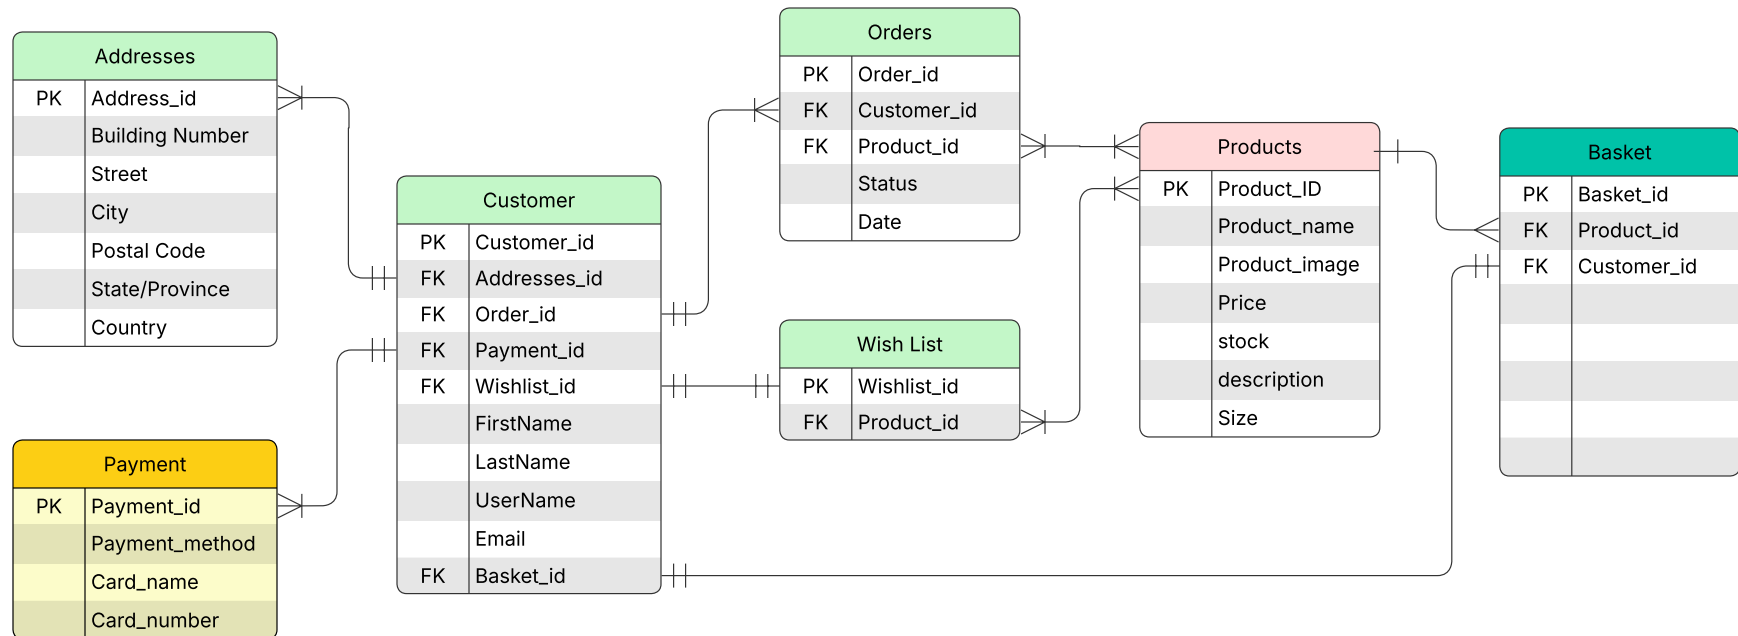 Addresses
PK Address_id
Building Number
Street
City
Postal Code
State/Province
Country
Payment
PK Payment_id
Payment_method
Card_name
Card_number
Customer
PK Customer_id
FK Addresses_id
FK Order_id
FK Payment_id
FK Wishlist_id
FirstName
LastName
UserName
Email
FK Basket_id
Orders
PK Order_id
FK Customer_id
FK Product_id
Status
Date
Wish List
PK Wishlist_id
FK Product_id
Products
PK Product_ID
Product_name
Product_image
Price
stock
description
Size
Basket
PK Basket_id
FK Product_id
FK Customer_id